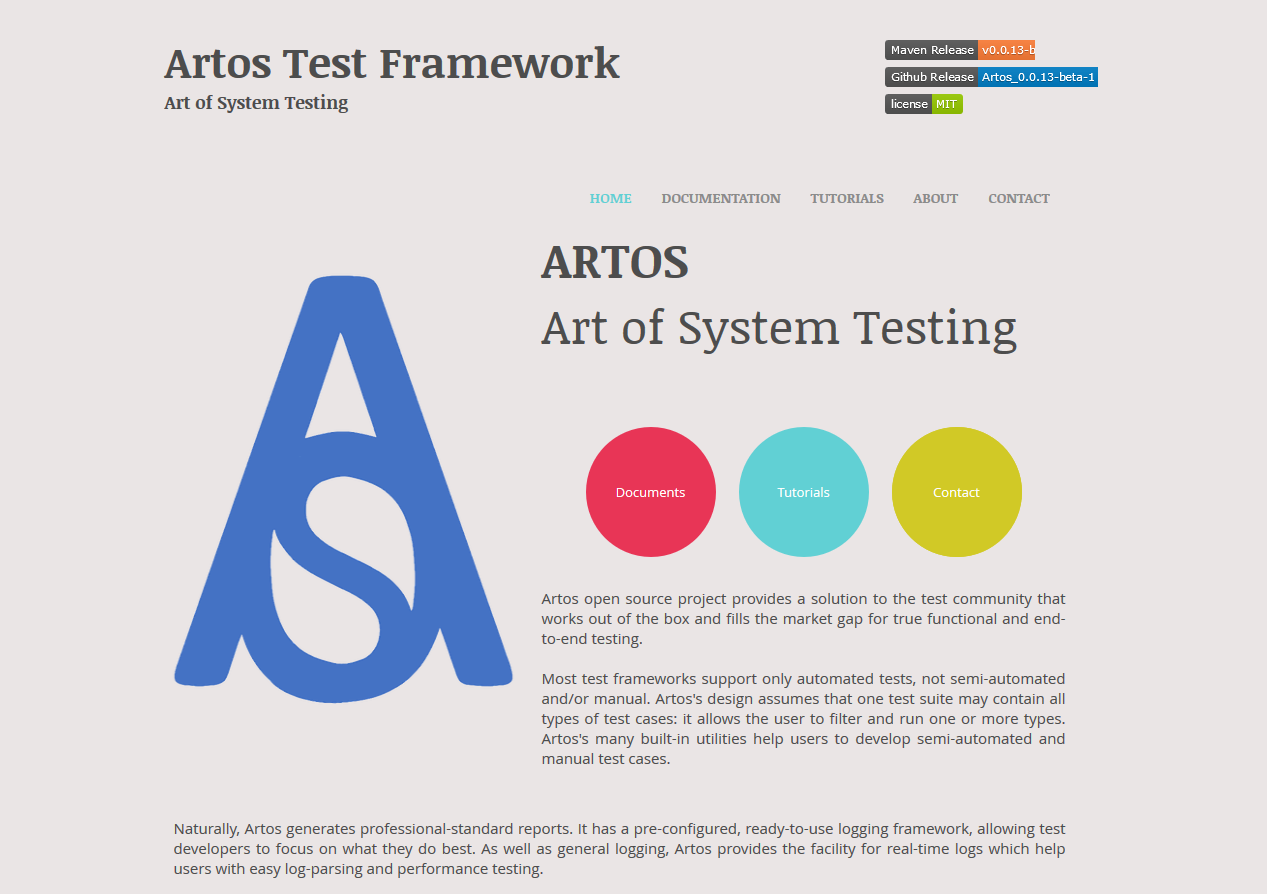 Artos Test Framework
Art of System Testing
Maven Release v0.0.13-b
Github Release Artos_0.0.13-beta-1
license MIT
HOME DOCUMENTATION TUTORIALS ABOUT CONTACT
ARTOS
Art of System Testing
Documents Tutorials Contact
Artos open source project provides a solution to the test community that
works out of the box and fills the market gap for true functional and end-
to-end testing.
Most test frameworks support only automated tests, not semi-automated
and/or manual. Artos's design assumes that one test suite may contain all
types of test cases: it allows the user to filter and run one or more types.
Artos's many built-in utilities help users to develop semi-automated and
manual test cases.
Naturally, Artos generates professional-standard reports. It has a pre-configured, ready-to-use logging framework, allowing test
developers to focus on what they do best. As well as general logging, Artos provides the facility for real-time logs which help
users with easy log-parsing and performance testing.